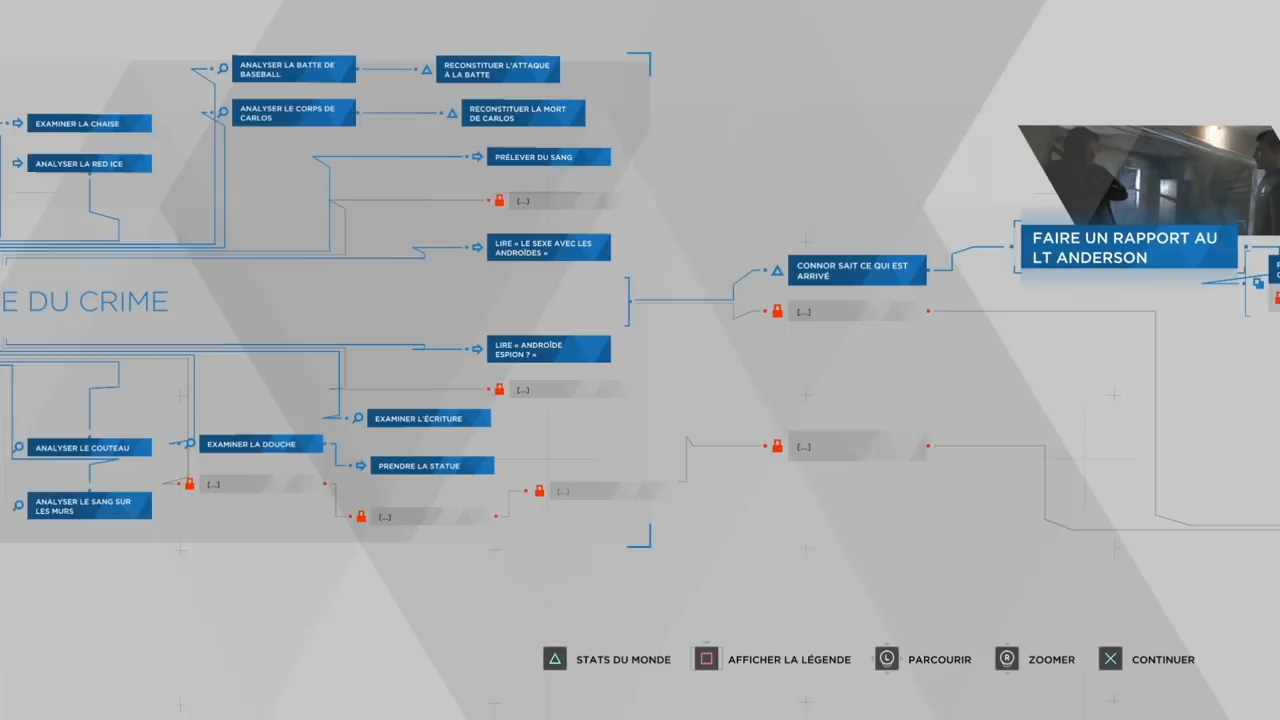 ANALYSER LA BATTE DE
BASEBALL
RECONSTITUER L'ATTAQUE
À LA BATTE
ANALYSER LE CORPS DE
CARLOS
RECONSTITUER LA MORT
DE CARLOS
EXAMINER LA CHAISE
ANALYSER LA RED ICE
PRÉLEVER DU SANG
[...]
LIRE « LE SEXE AVEC LES
ANDROÏDES »
FAIRE UN RAPPORT AU
LT ANDERSON
CONNOR SAIT CE QUI EST
ARRIVÉ
[...]
E DU CRIME
LIRE « ANDROÏDE
ESPION ? »
[...]
EXAMINER L'ÉCRITURE
ANALYSER LE COUTEAU
EXAMINER LA DOUCHE
[...]
PRENDRE LA STATUE
[...]
[...]
ANALYSER LE SANG SUR
LES MURS
[...]
STATS DU MONDE
AFFICHER LA LÉGENDE
L
PARCOURIR
R
ZOOMER
CONTINUER